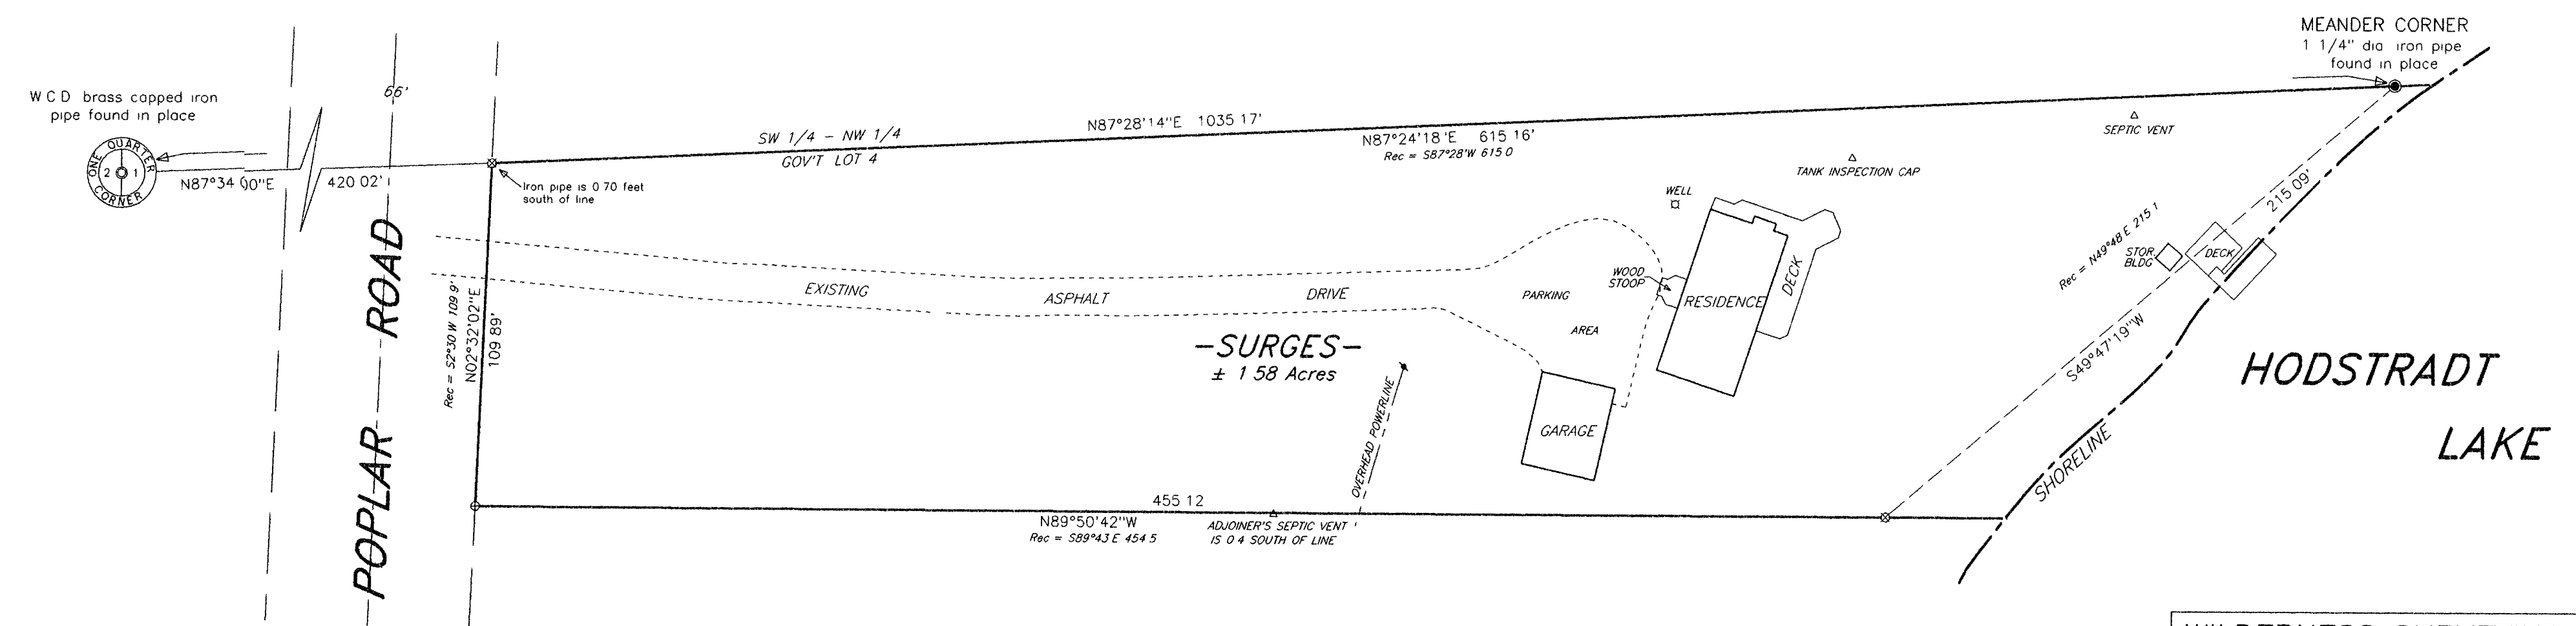 MEANDER CORNER
1 1/4" dia iron pipe
found in place
W C D brass capped iron
pipe found in place
ONE QUARTER
2 1
CORNER
66'
N87°34 00"E 420 02'
Iron pipe is 0 70 feet
south of line
SW 1/4 - NW 1/4
GOV'T LOT 4
N87°28'14"E 1035 17'
N87°24'18'E 615 16'
Rec = S87°28'W 615 0
SEPTIC VENT
TANK INSPECTION CAP
WELL
215 09'
Rec = N49°48 E 215 1
STOR.
BLDG
DECK
S49°47'19"W
POPLAR ROAD
Rec = S2°30 W 109 9'
N02°32'02"E
109 89'
EXISTING ASPHALT DRIVE
PARKING
AREA
WOOD
STOOP
RESIDENCE
DECK
-SURGES-
± 1 58 Acres
OVERHEAD POWERLINE
GARAGE
HODSTRADT
LAKE
SHORELINE
455 12
N89°50'42"W
Rec = S89°43 E 454 5
ADJOINER'S SEPTIC VENT
IS 0 4 SOUTH OF LINE